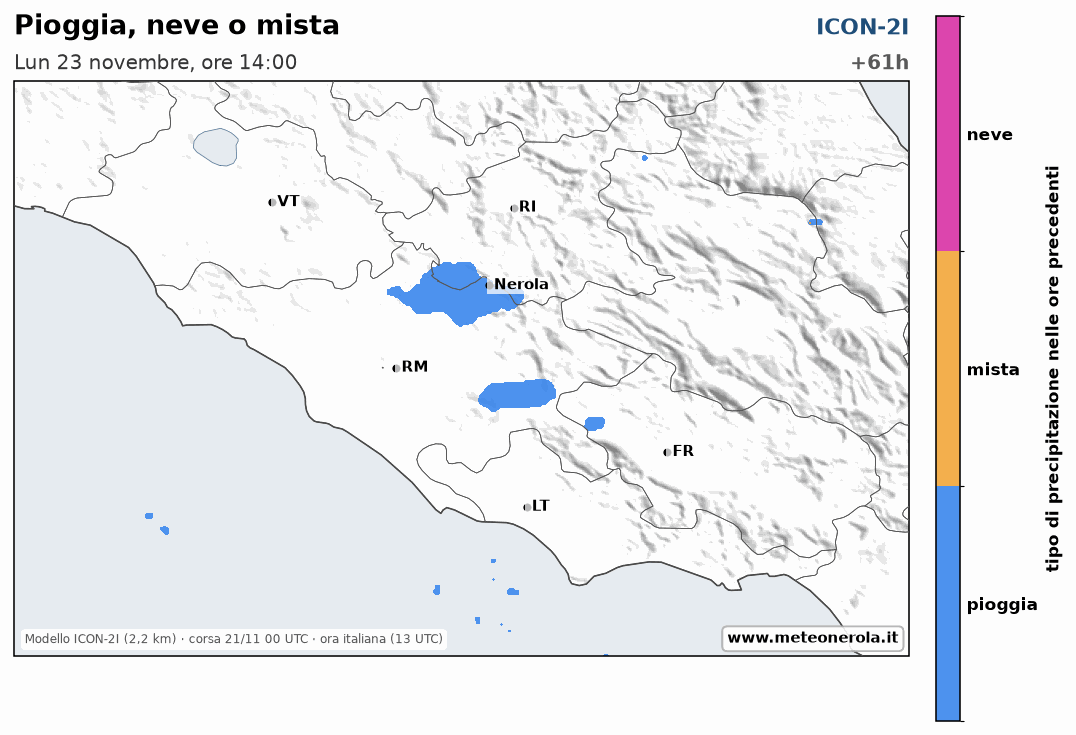 Pioggia, neve o mista
ICON-2I
Lun 23 novembre, ore 14:00
+61h
neve
VT
RI
Nerola
RM
mista
FR
LT
pioggia
tipo di precipitazione nelle ore precedenti
Modello ICON-2I (2,2 km) · corsa 21/11 00 UTC · ora italiana (13 UTC)
www.meteonerola.it